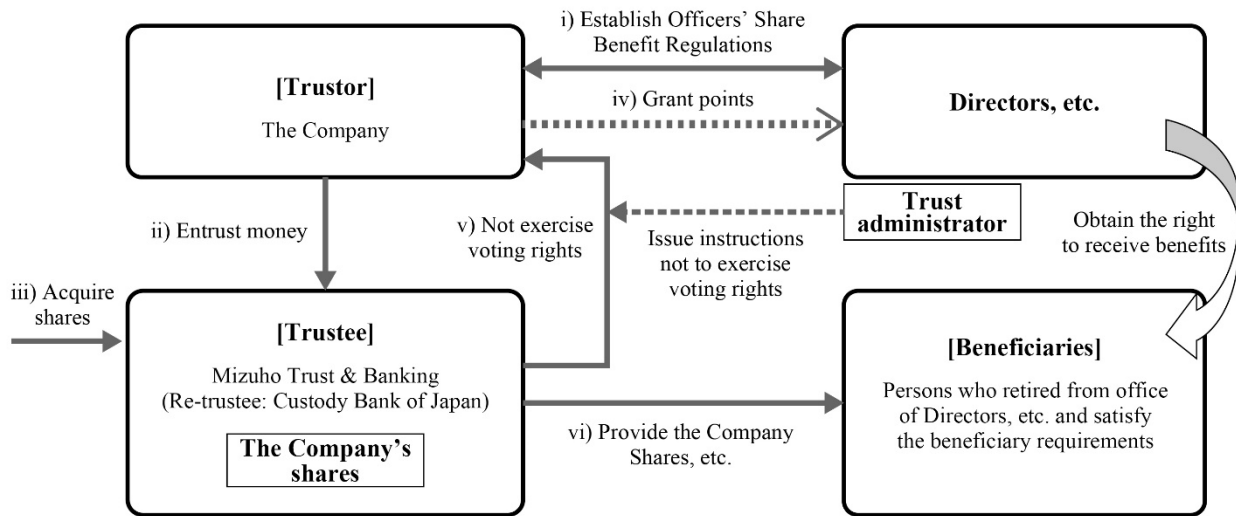 i) Establish Officers’ Share
Benefit Regulations
[Trustor]
The Company
iv) Grant points
Directors, etc.
ii) Entrust money
v) Not exercise
voting rights
Trust
administrator
Issue instructions
not to exercise
voting rights
Obtain the right
to receive benefits
iii) Acquire
shares
[Trustee]
Mizuho Trust & Banking
(Re-trustee: Custody Bank of Japan)
The Company’s
shares
vi) Provide the Company
Shares, etc.
[Beneficiaries]
Persons who retired from office
of Directors, etc. and satisfy
the beneficiary requirements